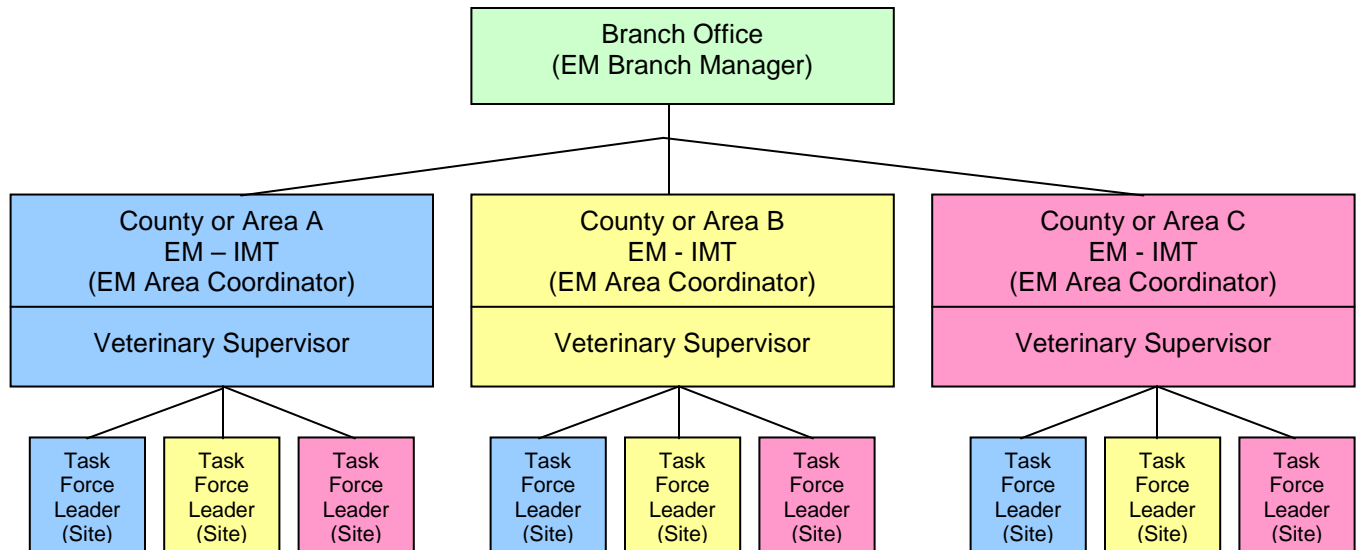 Branch Office
(EM Branch Manager)
County or Area A
EM – IMT
(EM Area Coordinator)
Veterinary Supervisor
County or Area B
EM - IMT
(EM Area Coordinator)
Veterinary Supervisor
County or Area C
EM - IMT
(EM Area Coordinator)
Veterinary Supervisor
Task
Force
Leader
(Site)
Task
Force
Leader
(Site)
Task
Force
Leader
(Site)
Task
Force
Leader
(Site)
Task
Force
Leader
(Site)
Task
Force
Leader
(Site)
Task
Force
Leader
(Site)
Task
Force
Leader
(Site)
Task
Force
Leader
(Site)